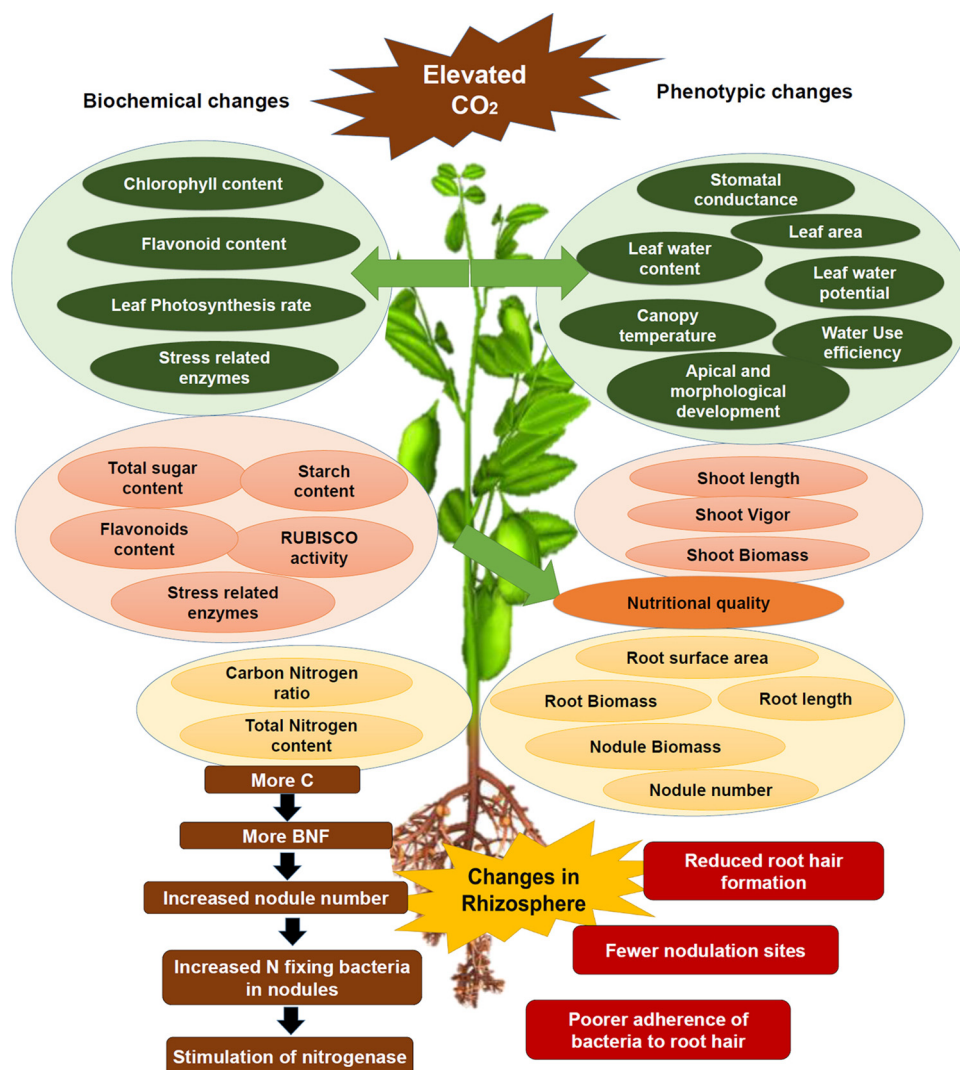 Elevated
CO₂
Biochemical changes
Phenotypic changes
Chlorophyll content
Flavonoid content
Leaf Photosynthesis rate
Stress related
enzymes
Stomatal
conductance
Leaf area
Leaf water
content
Leaf water
potential
Canopy
temperature
Water Use
efficiency
Apical and
morphological
development
Total sugar
content
Starch
content
Flavonoids
content
RUBISCO
activity
Stress related
enzymes
Shoot length
Shoot Vigor
Shoot Biomass
Nutritional quality
Carbon Nitrogen
ratio
Total Nitrogen
content
Root surface area
Root Biomass
Root length
Nodule Biomass
Nodule number
More C
More BNF
Increased nodule number
Increased N fixing bacteria
in nodules
Stimulation of nitrogenase
Changes in
Rhizosphere
Reduced root hair
formation
Fewer nodulation sites
Poorer adherence of
bacteria to root hair